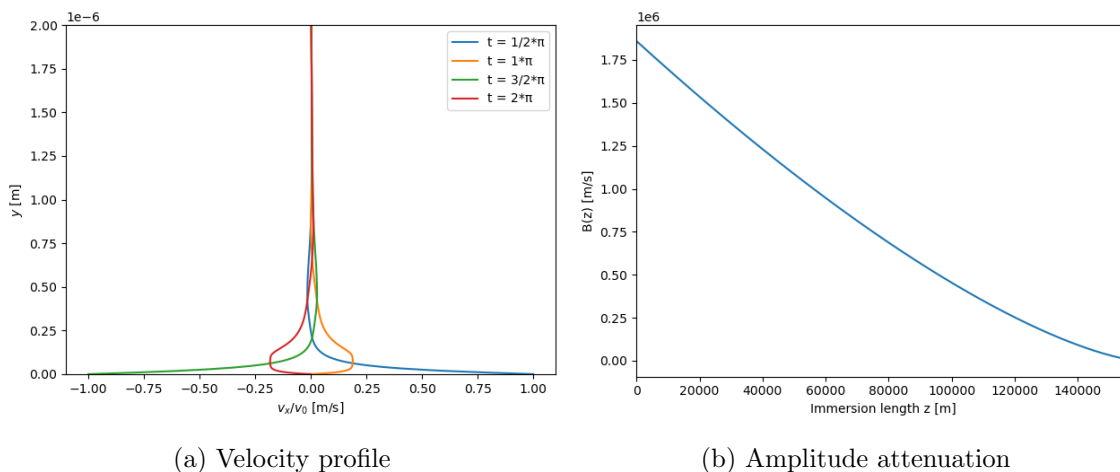 1e−6
2.00
1.75
1.50
1.25
1.00
0.75
0.50
0.25
0.00
y [m]
t = 1/2*π
t = 1*π
t = 3/2*π
t = 2*π
−1.00 −0.75 −0.50 −0.25 0.00 0.25 0.50 0.75 1.00
vx/v0 [m/s]
(a) Velocity profile
1e6
1.75
1.50
1.25
1.00
0.75
0.50
0.25
0.00
B(z) [m/s]
0 20000 40000 60000 80000 100000 120000 140000
Immersion length z [m]
(b) Amplitude attenuation